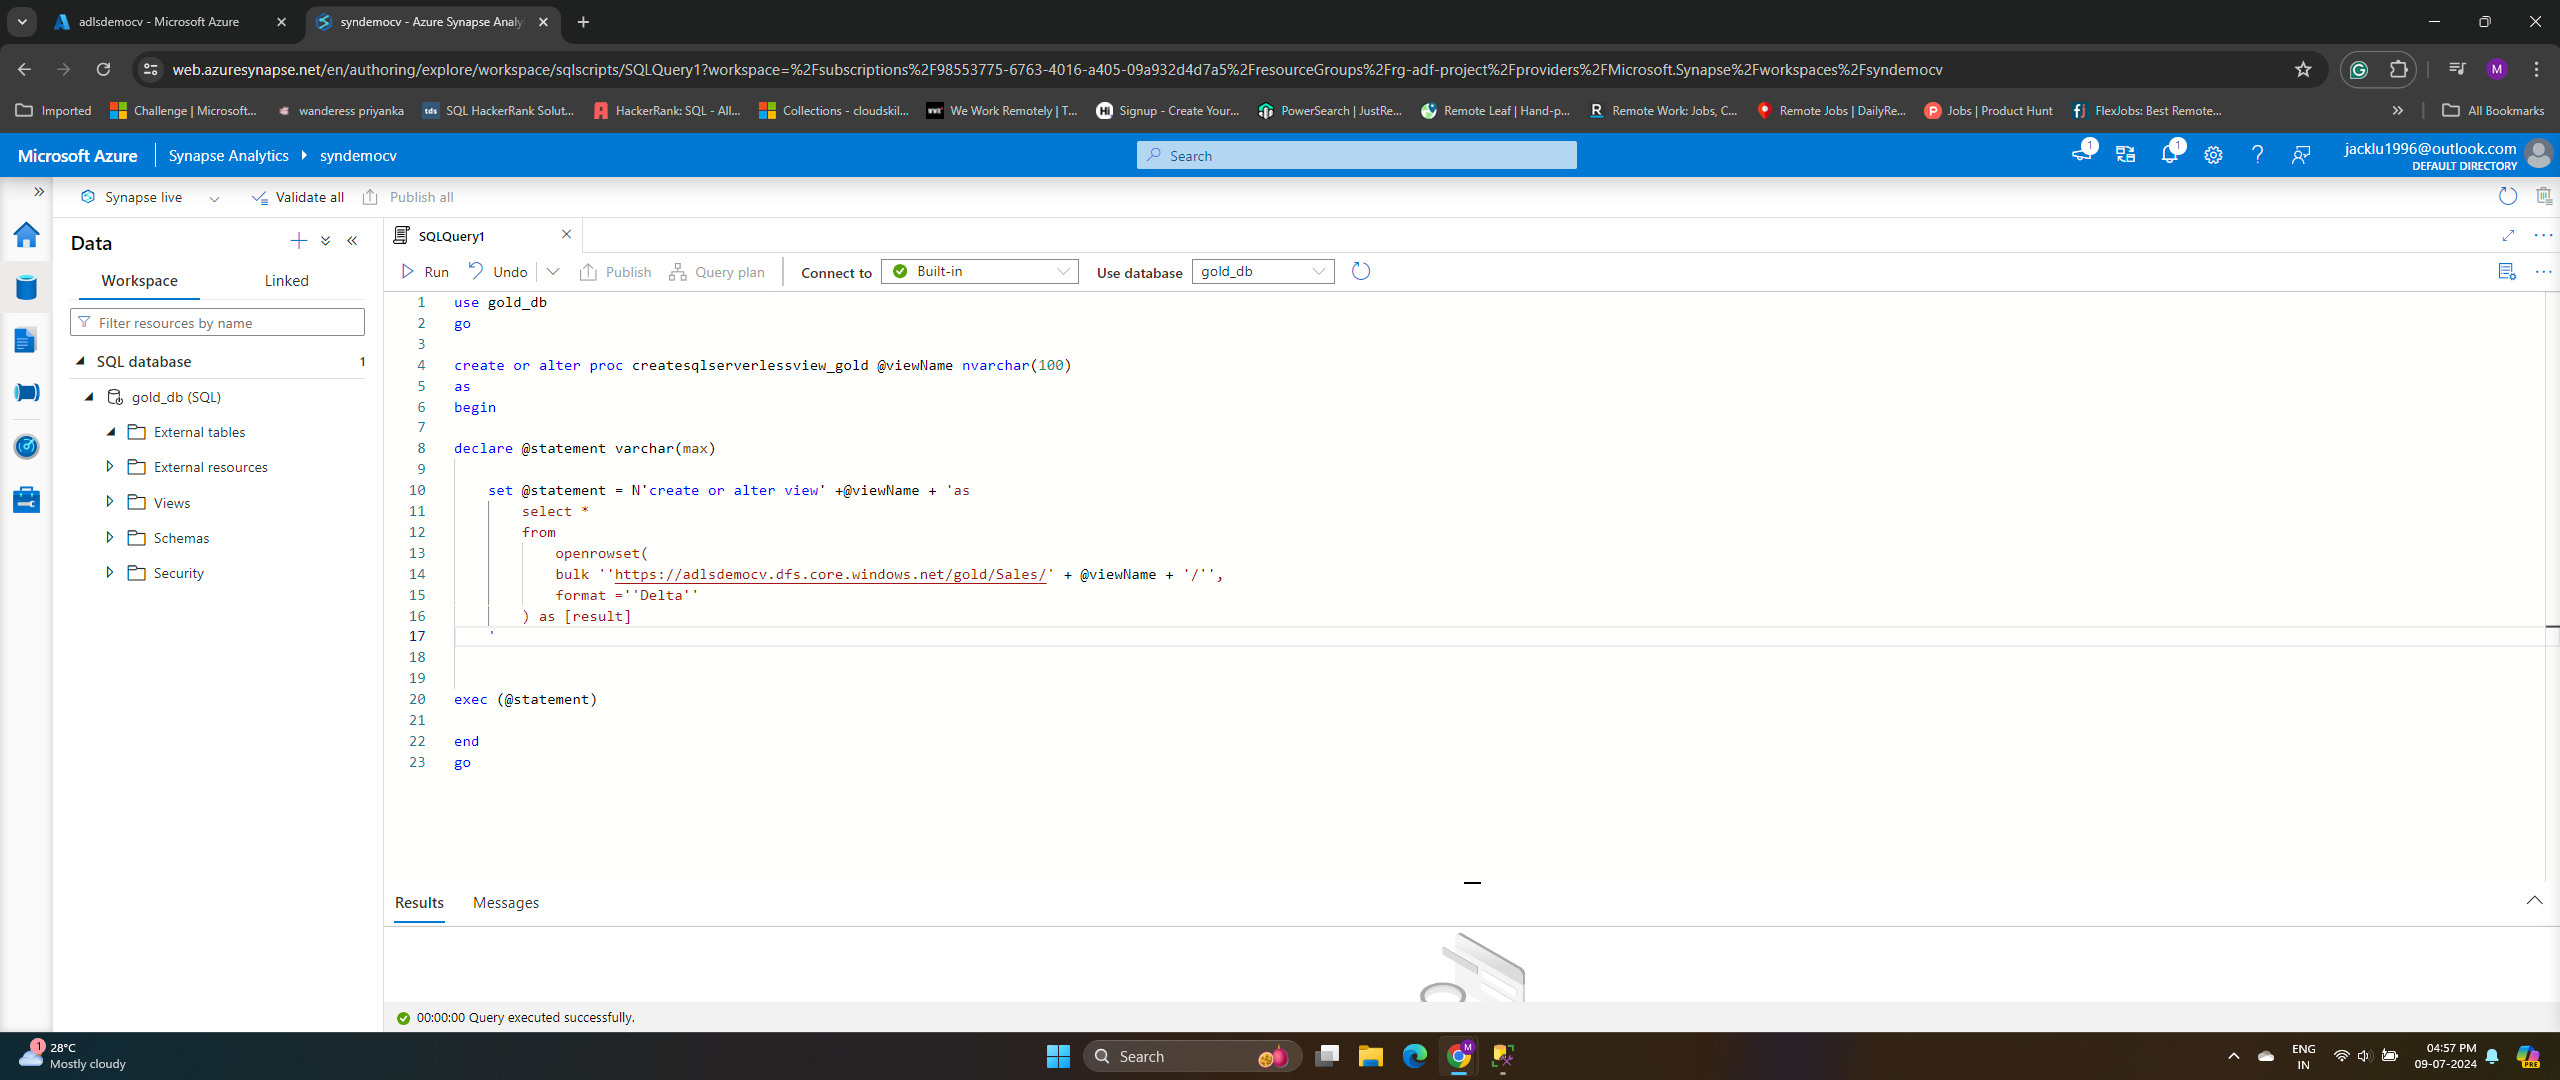 adlsdemocv - Microsoft Azure
syndemocv - Azure Synapse Analy
web.azuresynapse.net/en/authoring/explore/workspace/sqlscripts/SQLQuery1?workspace=%2Fsubscriptions%2F98553775-6763-4016-a405-09a932d4d7a5%2FresourceGroups%2Frg-adf-project%2Fproviders%2FMicrosoft.Synapse%2Fworkspaces%2Fsyndemocv
M
Imported
Challenge | Microsoft...
wanderess priyanka
tds SQL HackerRank Solut...
HackerRank: SQL - All...
Collections - cloudskil...
We Work Remotely | T...
Hi Signup - Create Your...
PowerSearch | JustRe...
Remote Leaf | Hand-p...
R Remote Work: Jobs, C...
Remote Jobs | DailyRe...
P Jobs | Product Hunt
fj FlexJobs: Best Remote...
All Bookmarks
Microsoft Azure
Synapse Analytics
syndemocv
Search
1
1
jacklu1996@outlook.com
DEFAULT DIRECTORY
Synapse live
Validate all
Publish all
Data
Workspace
Linked
Filter resources by name
SQL database
1
gold_db (SQL)
External tables
External resources
Views
Schemas
Security
SQLQuery1
Run
Undo
Publish
Query plan
Connect to
Built-in
Use database
gold_db
1 use gold_db
2 go
3
4 create or alter proc createsqlserverlessview_gold @viewName nvarchar(100)
5 as
6 begin
7
8 declare @statement varchar(max)
9
10 set @statement = N'create or alter view' +@viewName + 'as
11 select *
12 from
13 openrowset(
14 bulk ''https://adlsdemocv.dfs.core.windows.net/gold/Sales/' + @viewName + '/'',
15 format =''Delta''
16 ) as [result]
17 '
18
19
20 exec (@statement)
21
22 end
23 go
Results
Messages
00:00:00 Query executed successfully.
1
28°C
Mostly cloudy
Search
M
ENG
IN
04:57 PM
09-07-2024
PRE